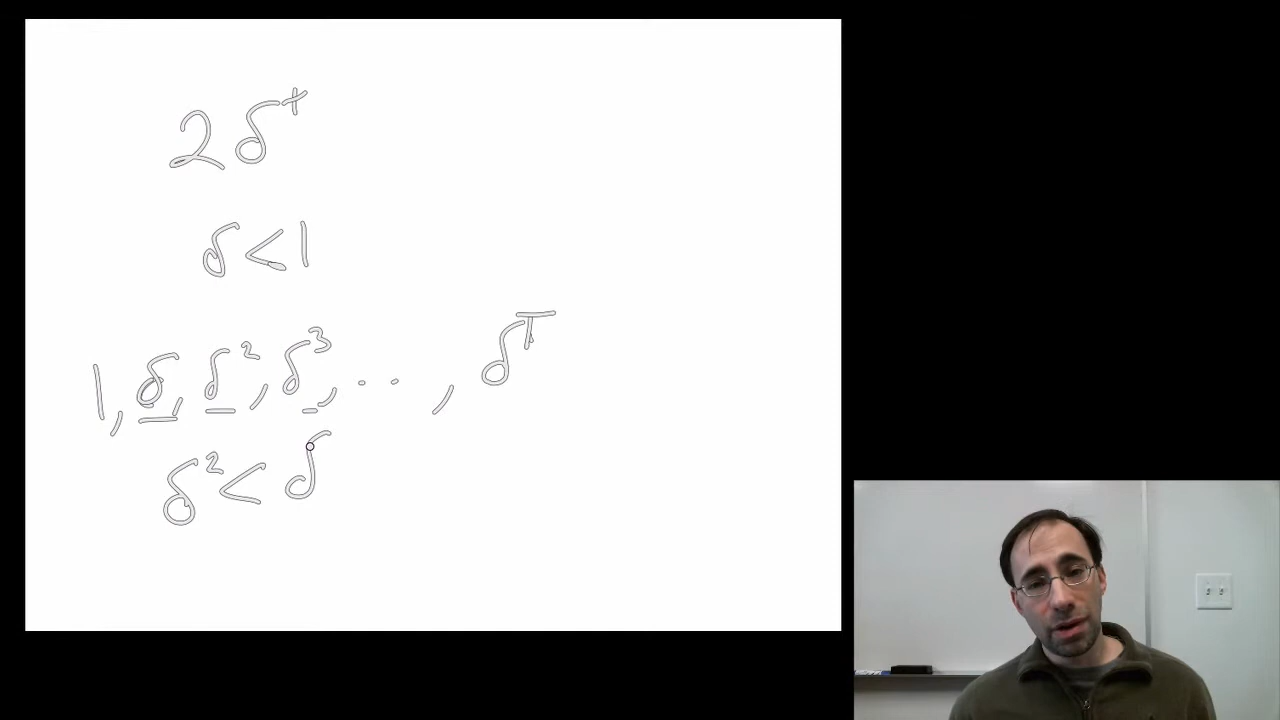 2δ^t
δ<1
1, δ, δ², δ³, . . , δ^T
δ² < δ